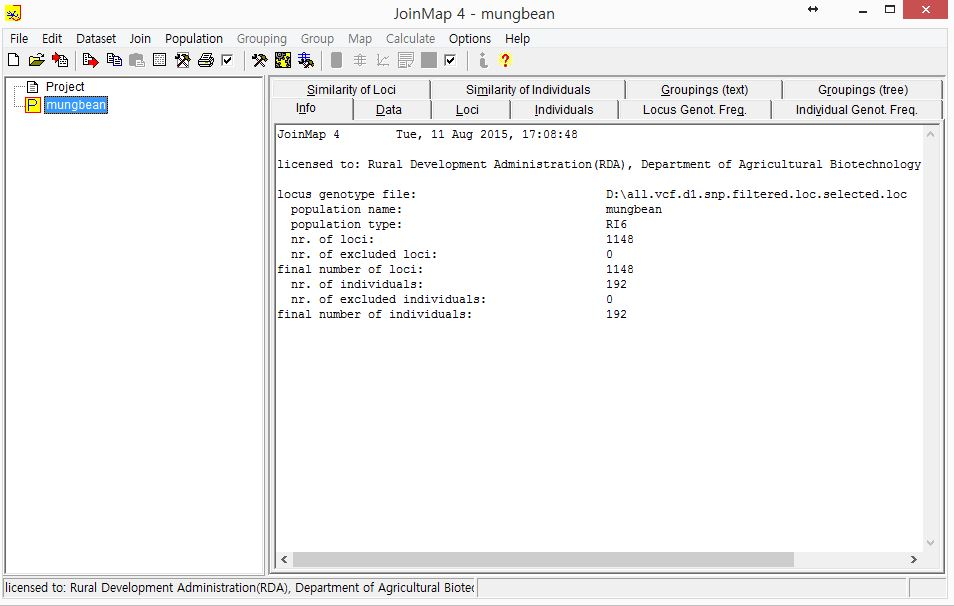 JoinMap 4 - mungbean
File Edit Dataset Join Population Grouping Group Map Calculate Options Help
Project
mungbean
Similarity of Loci Similarity of Individuals Groupings (text) Groupings (tree)
Info Data Loci Individuals Locus Genot. Freq. Individual Genot. Freq.
JoinMap 4 Tue, 11 Aug 2015, 17:08:48
licensed to: Rural Development Administration(RDA), Department of Agricultural Biotechnology
locus genotype file: D:\all.vcf.d1.snp.filtered.loc.selected.loc
population name: mungbean
population type: RI6
nr. of loci: 1148
nr. of excluded loci: 0
final number of loci: 1148
nr. of individuals: 192
nr. of excluded individuals: 0
final number of individuals: 192
licensed to: Rural Development Administration(RDA), Department of Agricultural Biotec